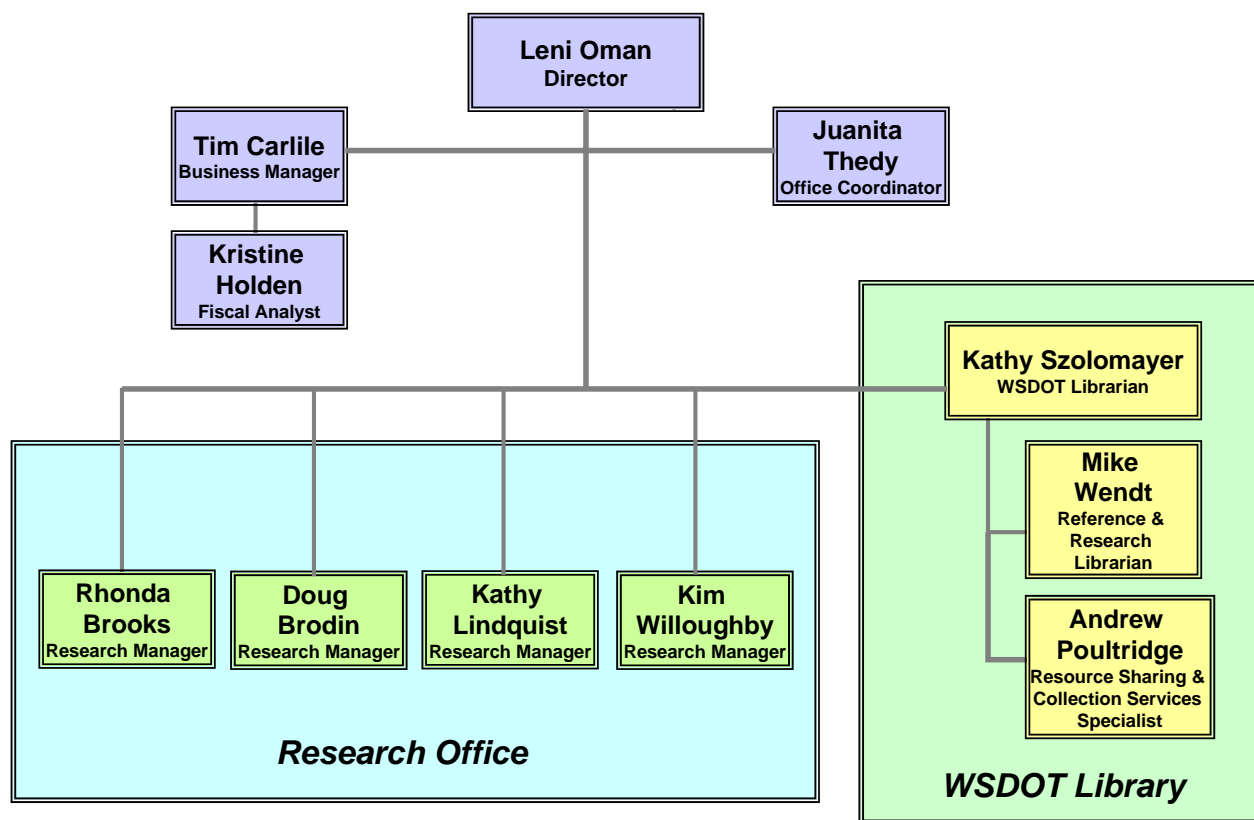 Leni Oman
Director
Tim Carlile
Business Manager
Juanita
Thedy
Office Coordinator
Kristine
Holden
Fiscal Analyst
Kathy Szolomayer
WSDOT Librarian
Mike
Wendt
Reference &
Research
Librarian
Andrew
Poultridge
Resource Sharing &
Collection Services
Specialist
WSDOT Library
Rhonda
Brooks
Research Manager
Doug
Brodin
Research Manager
Kathy
Lindquist
Research Manager
Kim
Willoughby
Research Manager
Research Office